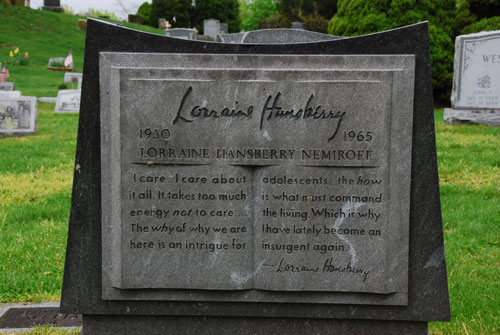 Lorraine Hansberry
1930 1965
LORRAINE HANSBERRY NEMIROFF
I care. I care about
it all. It takes too much
energy not to care....
The why of why we are
here is an intrigue for
adolescents; the how
is what must command
the living. Which is why
I have lately become an
insurgent again.
—Lorraine Hansberry
WES